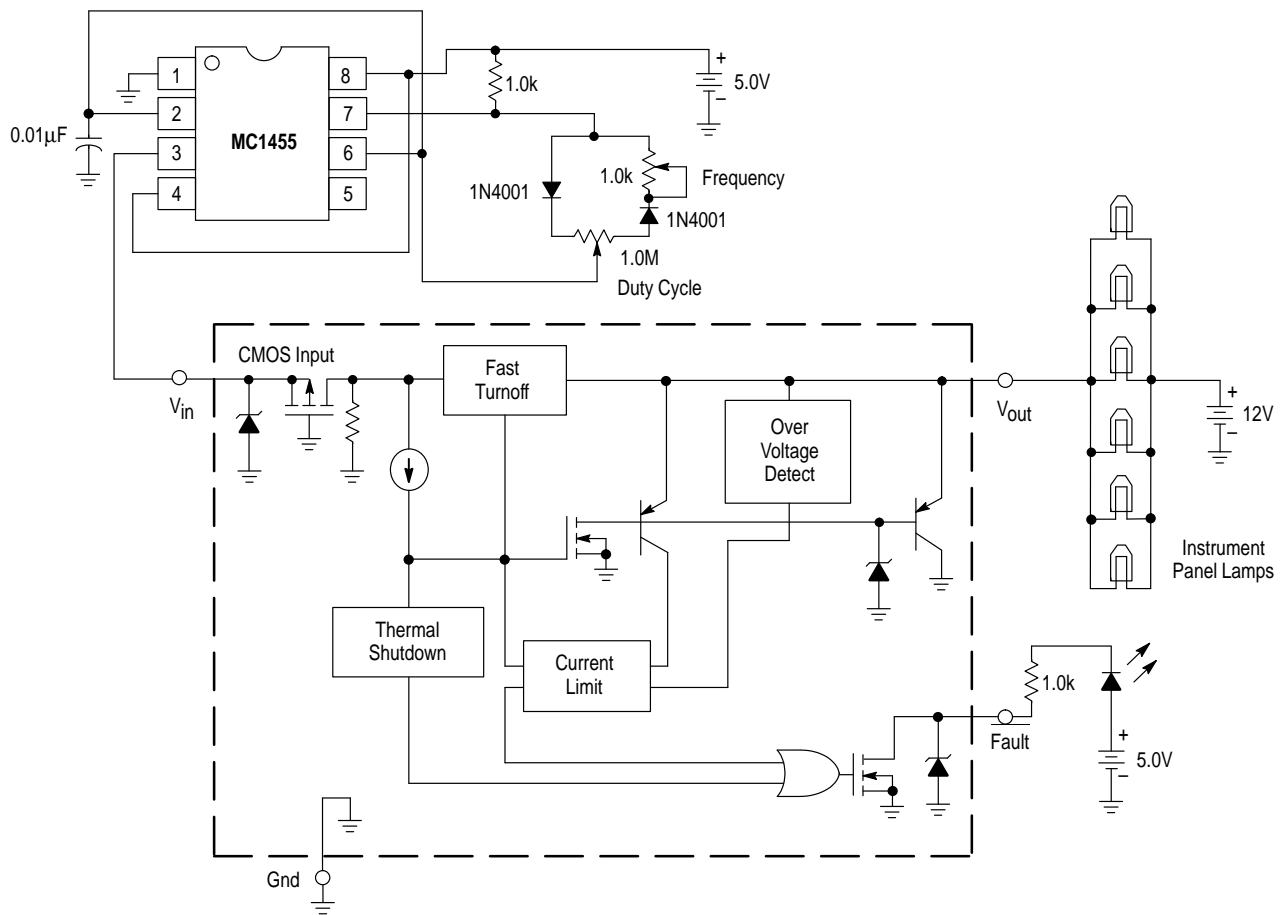 1
8
1.0k
+
5.0V
–
2
7
0.01µF
MC1455
3
6
1.0k
Frequency
1N4001
4
5
1N4001
1.0M
Duty Cycle
CMOS Input
Fast
Turnoff
Vin
Vout
+
12V
–
Over
Voltage
Detect
Instrument
Panel Lamps
Thermal
Shutdown
Current
Limit
1.0k
Fault
+
5.0V
–
Gnd